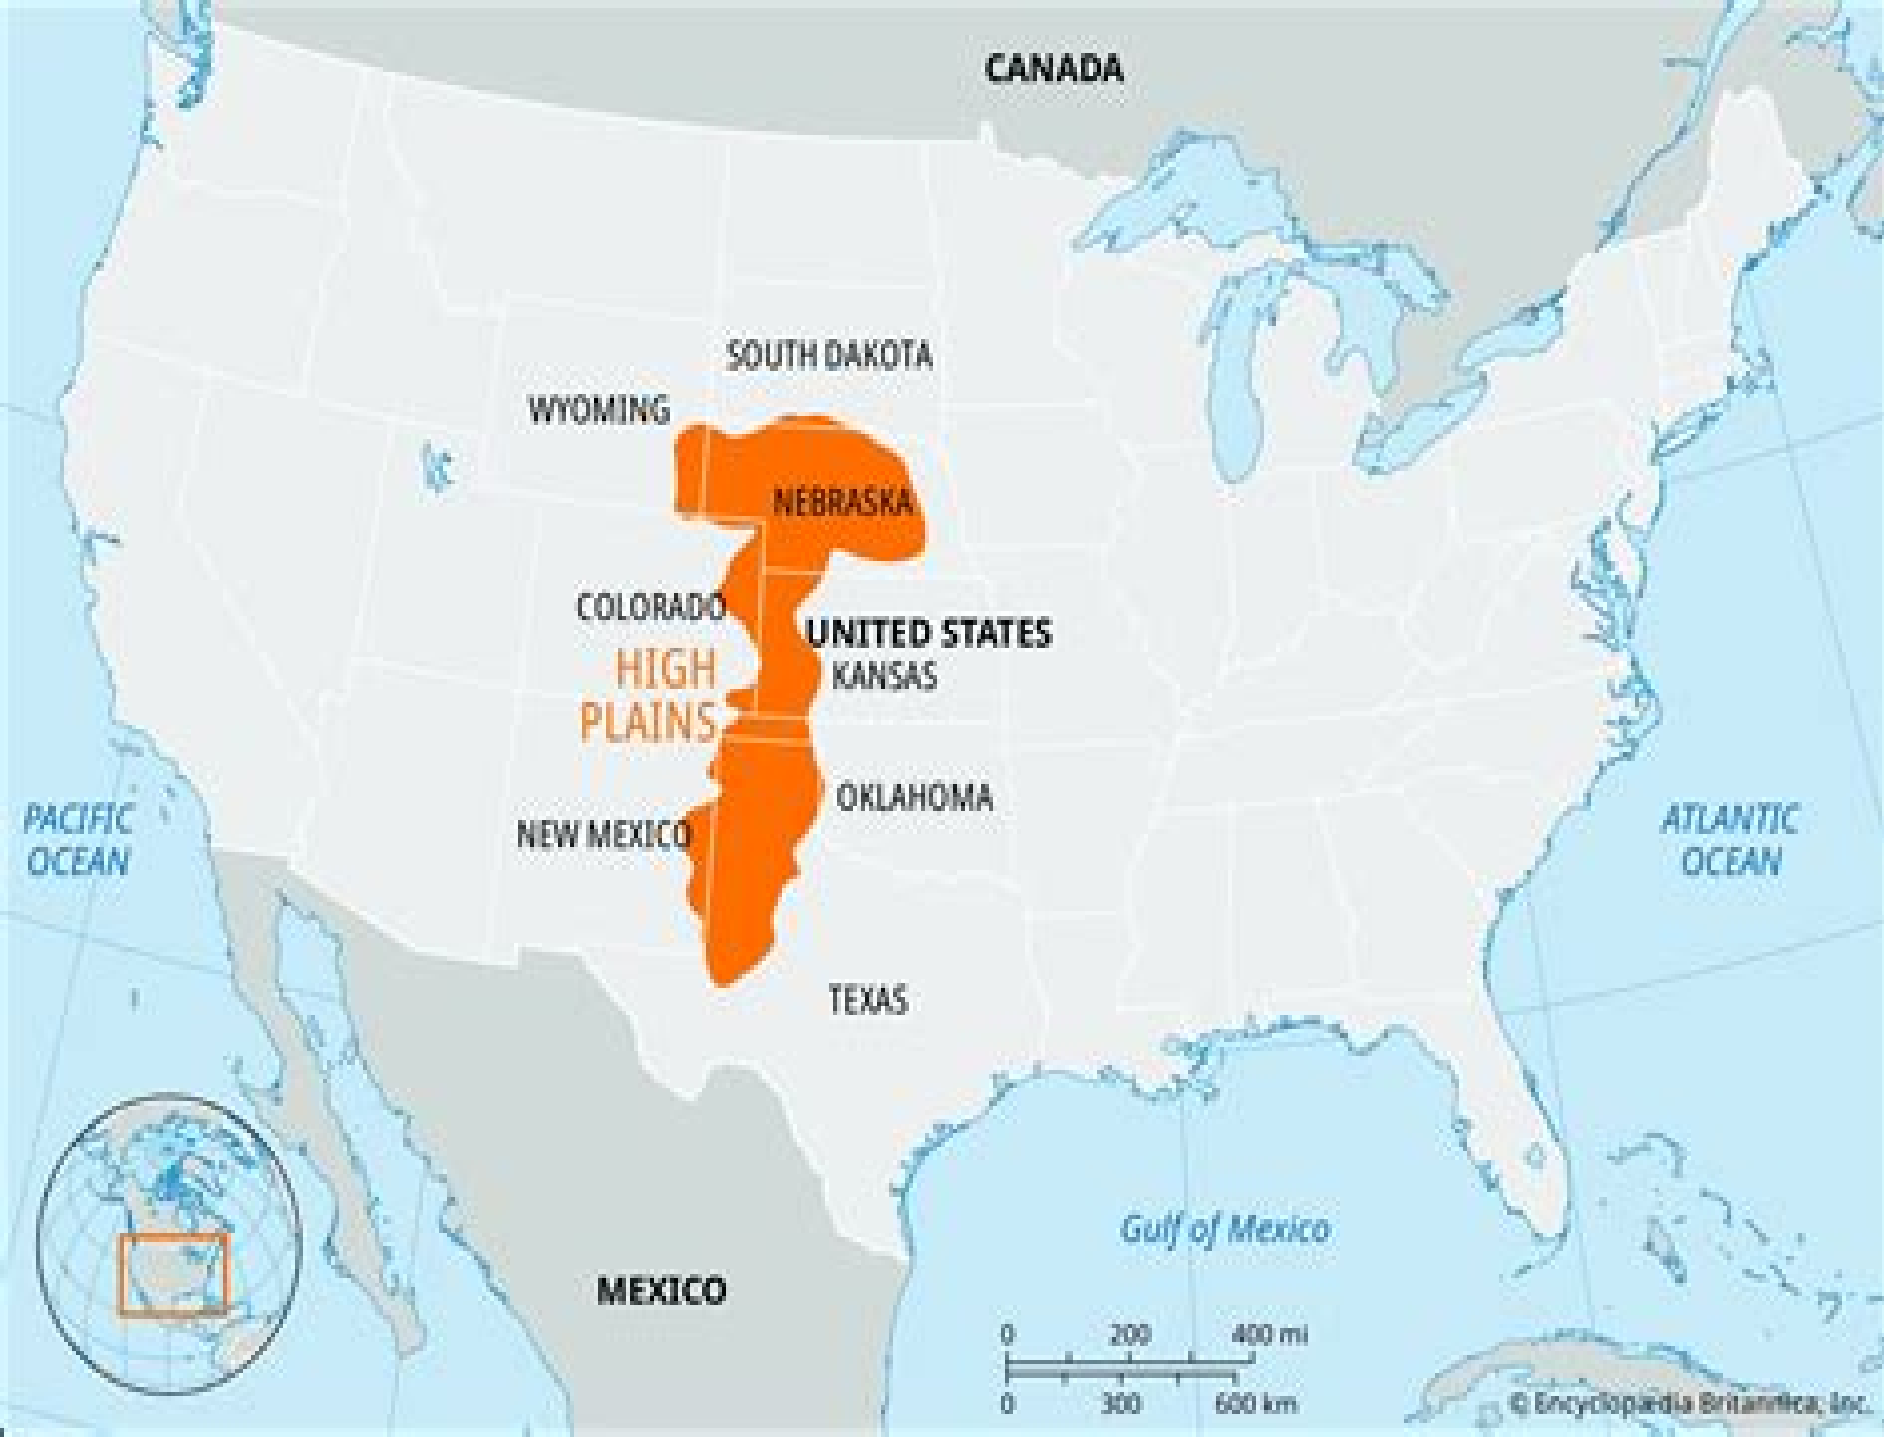 CANADA
SOUTH DAKOTA
WYOMING
NEBRASKA
COLORADO
UNITED STATES
HIGH
PLAINS
KANSAS
OKLAHOMA
NEW MEXICO
PACIFIC
OCEAN
ATLANTIC
OCEAN
TEXAS
Gulf of Mexico
MEXICO
0 200 400 mi
0 300 600 km
© Encyclopædia Britannica, Inc.